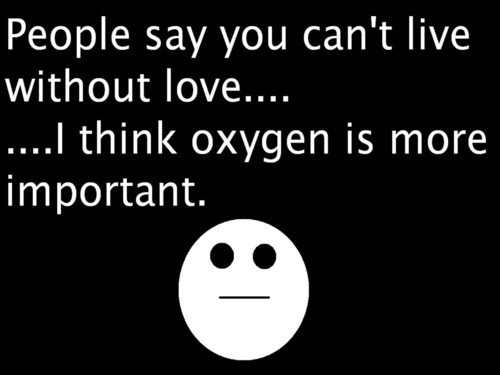 People say you can't live
without love....
....I think oxygen is more
important.